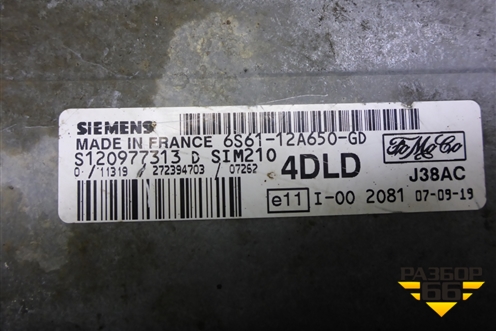 SIEMENS
MADE IN FRANCE 6S61-12A650-GD
S120977313 D SIM210
0 / 11319 / 272394703 / 07262
4DLD
FoMoCo
J38AC
e11 I-00 2081 07-09-19
РАЗБОР
66